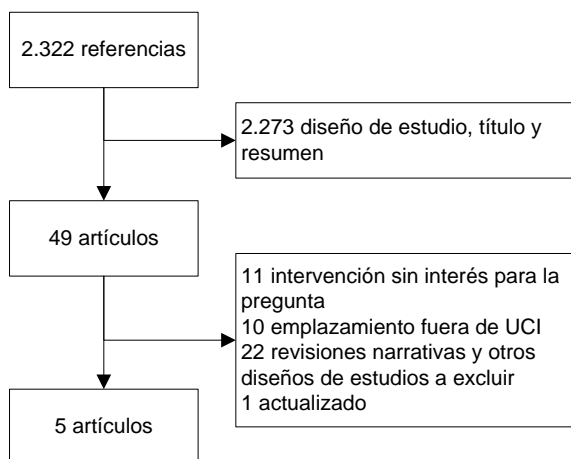 2.322 referencias
2.273 diseño de estudio, título y
resumen
49 artículos
11 intervención sin interés para la
pregunta
10 emplazamiento fuera de UCI
22 revisiones narrativas y otros
diseños de estudios a excluir
1 actualizado
5 artículos